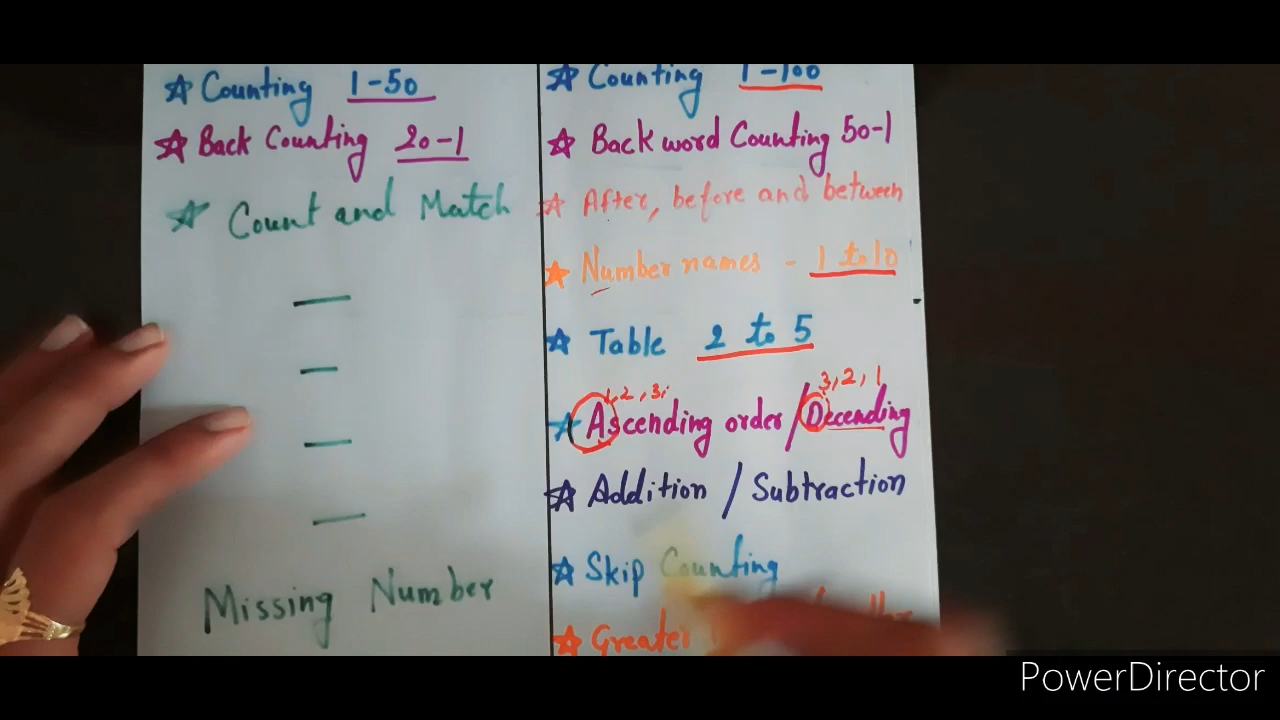 Counting 1-50
Back Counting 20-1
Count and Match
Missing Number
Counting 1-100
Back word Counting 50-1
After, before and between
Number names - 1 to 10
Table 2 to 5
1, 2, 3, 3, 2, 1
Ascending order / Decending
Addition / Subtraction
Skip Counting
Greater
PowerDirector